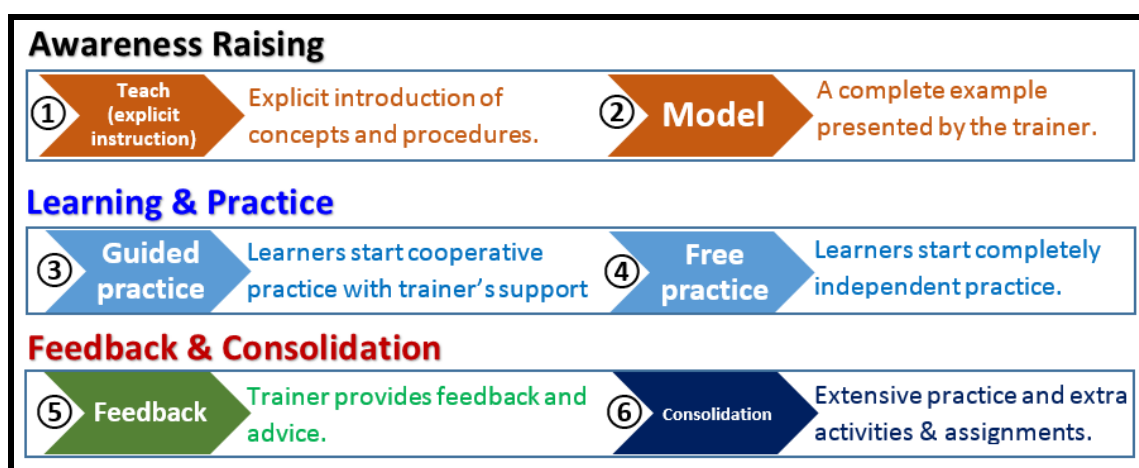 Awareness Raising
① Teach
(explicit
instruction)
Explicit introduction of
concepts and procedures.
② Model
A complete example
presented by the trainer.
Learning & Practice
③ Guided
practice
Learners start cooperative
practice with trainer's support
④ Free
practice
Learners start completely
independent practice.
Feedback & Consolidation
⑤ Feedback
Trainer provides feedback and
advice.
⑥ Consolidation
Extensive practice and extra
activities & assignments.